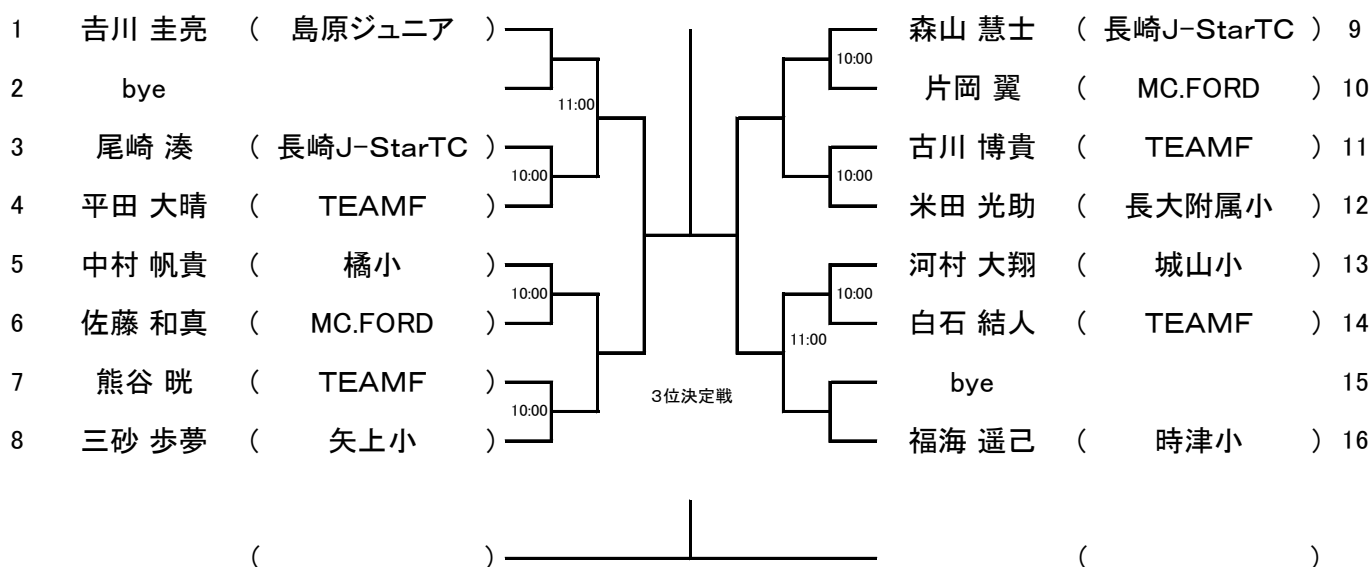 1 吉川 圭亮 ( 島原ジュニア ) 森山 慧士 ( 長崎J-StarTC ) 9
10:00
2 bye 片岡 翼 ( MC.FORD ) 10
11:00
3 尾崎 湊 ( 長崎J-StarTC ) 古川 博貴 ( TEAMF ) 11
10:00 10:00
4 平田 大晴 ( TEAMF ) 米田 光助 ( 長大附属小 ) 12
5 中村 帆貴 ( 橘小 ) 河村 大翔 ( 城山小 ) 13
10:00 10:00
6 佐藤 和真 ( MC.FORD ) 白石 結人 ( TEAMF ) 14
11:00
7 熊谷 晄 ( TEAMF ) bye 15
3位決定戦
10:00
8 三砂 歩夢 ( 矢上小 ) 福海 遥己 ( 時津小 ) 16
( ) ( )